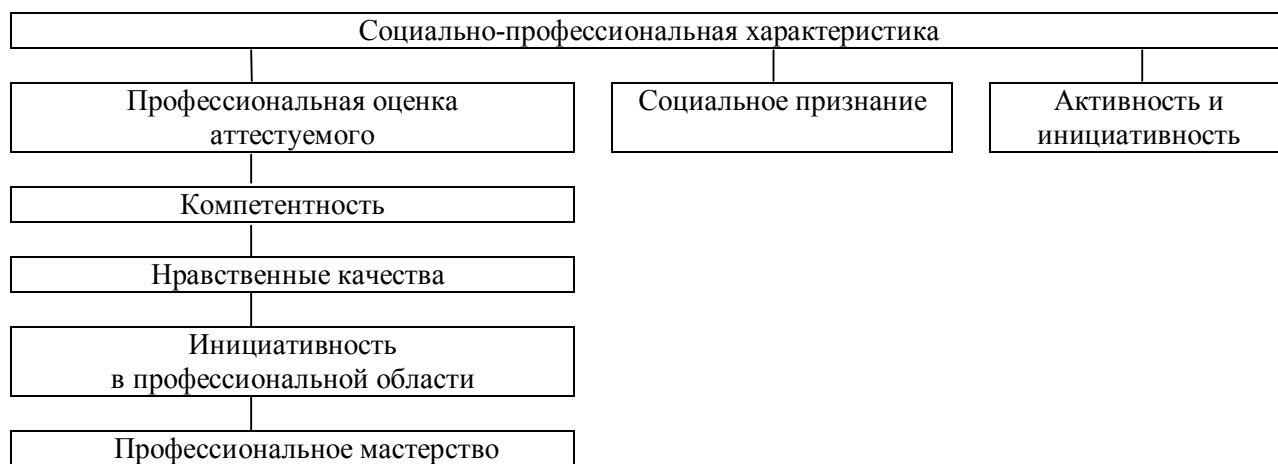 Социально-профессиональная характеристика
Профессиональная оценка
аттестуемого
Социальное признание
Активность и
инициативность
Компетентность
Нравственные качества
Инициативность
в профессиональной области
Профессиональное мастерство